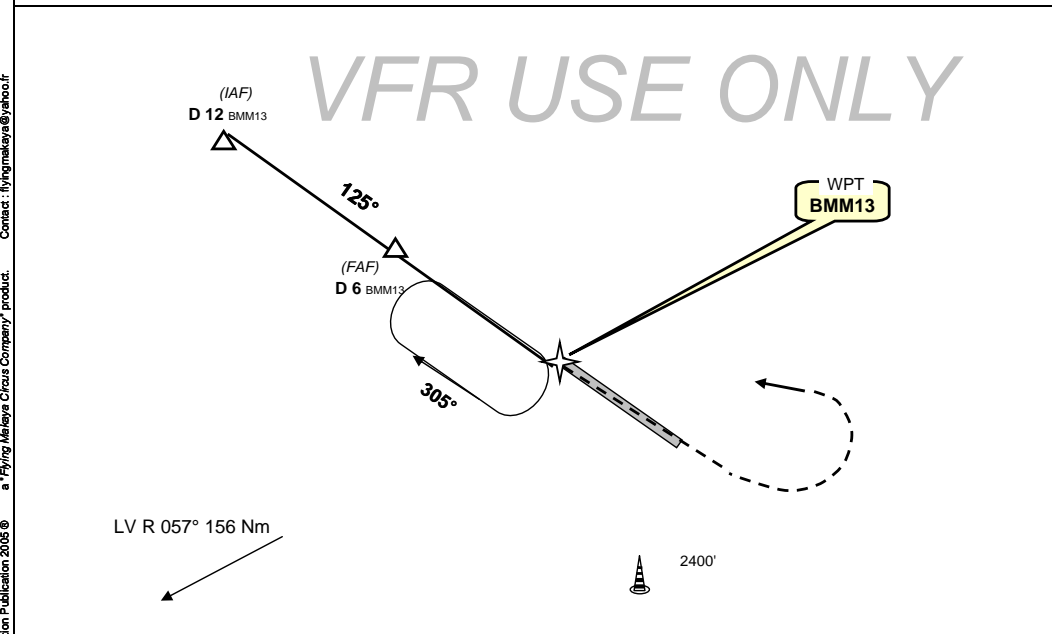 VFR USE ONLY
(IAF)
D 12 BMM13
125°
WPT
BMM13
(FAF)
D 6 BMM13
305°
LV R 057° 156 Nm
2400'
Contact : flyingmakaya@yahoo.fr
a "Flying Makaya Circus Company" product.
Publication 2005 ®